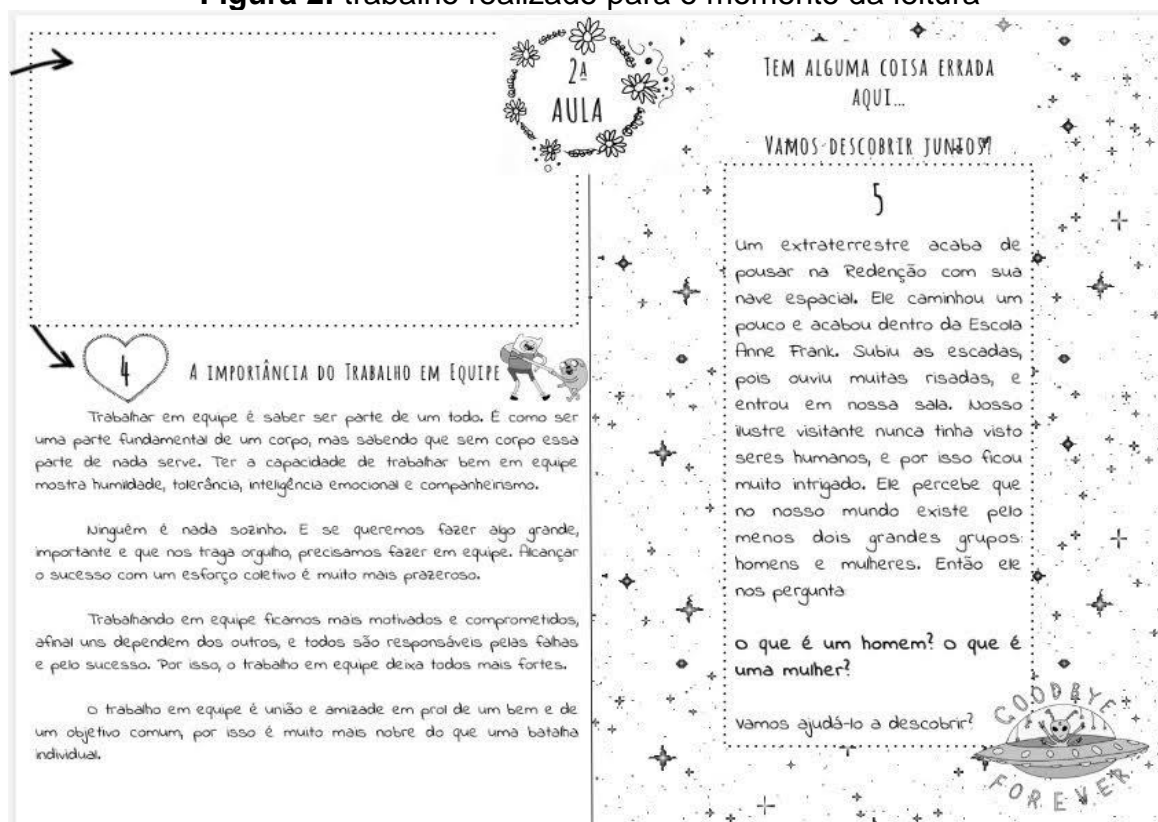 Figura 2: trabalho realizado para o momento da leitura
2ª
AULA
4
A IMPORTÂNCIA DO TRABALHO EM EQUIPE
Trabalhar em equipe é saber ser parte de um todo. É como ser
uma parte fundamental de um corpo, mas sabendo que sem corpo essa
parte de nada serve. Ter a capacidade de trabalhar bem em equipe
mostra humildade, tolerância, inteligência emocional e companheirismo.
Ninguém é nada sozinho. E se queremos fazer algo grande,
importante e que nos traga orgulho, precisamos fazer em equipe. Alcançar
o sucesso com um esforço coletivo é muito mais prazeroso.
Trabalhando em equipe ficamos mais motivados e comprometidos,
afinal uns dependem dos outros, e todos são responsáveis pelas falhas
e pelo sucesso. Por isso, o trabalho em equipe deixa todos mais fortes.
O trabalho em equipe é união e amizade em prol de um bem e de
um objetivo comum, por isso é muito mais nobre do que uma batalha
individual.
TEM ALGUMA COISA ERRADA
AQUI...
VAMOS DESCOBRIR JUNTOS?
5
Um extraterrestre acaba de
pousar na Redenção com sua
nave espacial. Ele caminhou um
pouco e acabou dentro da Escola
Anne Frank. Subiu as escadas,
pois ouviu muitas risadas, e
entrou em nossa sala. Nosso
ilustre visitante nunca tinha visto
seres humanos, e por isso ficou
muito intrigado. Ele percebe que
no nosso mundo existe pelo
menos dois grandes grupos:
homens e mulheres. Então ele
nos pergunta:
O que é um homem? O que é
uma mulher?
Vamos ajudá-lo a descobrir?
GOODBYE
FOREVER